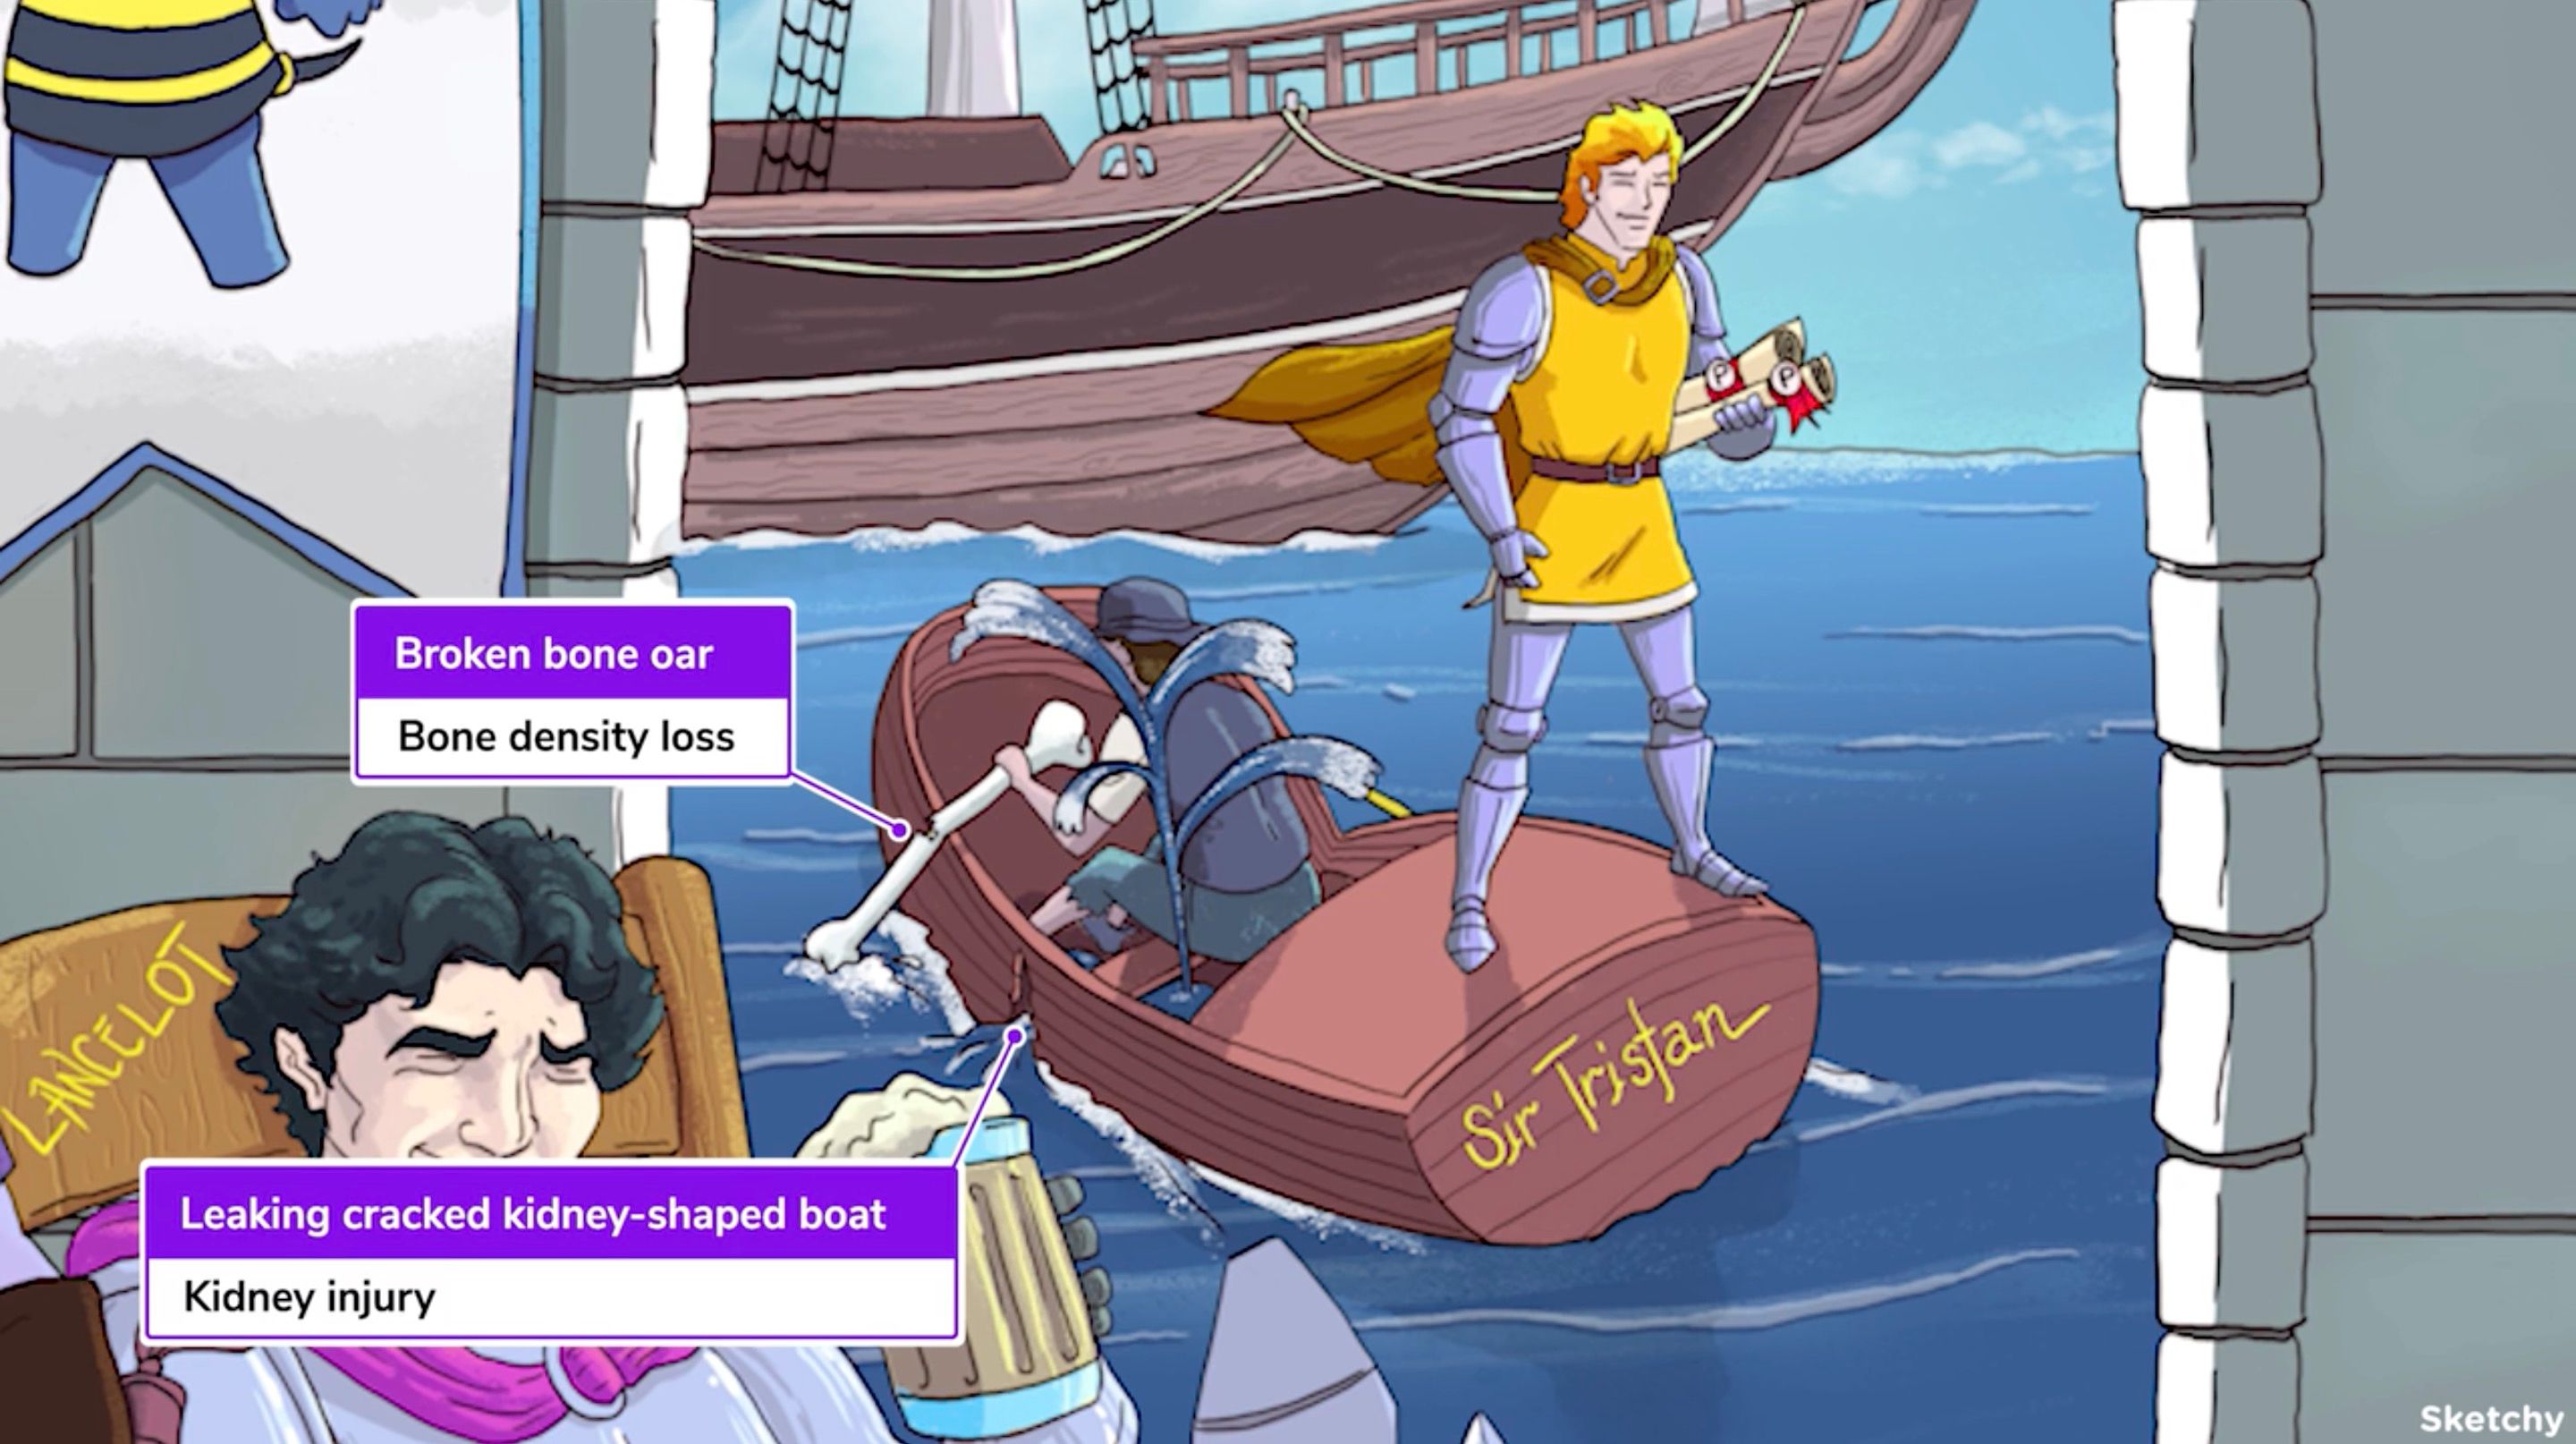 P
P
Broken bone oar
Bone density loss
LANCELOT
Sir Tristan
Leaking cracked kidney-shaped boat
Kidney injury
Sketchy